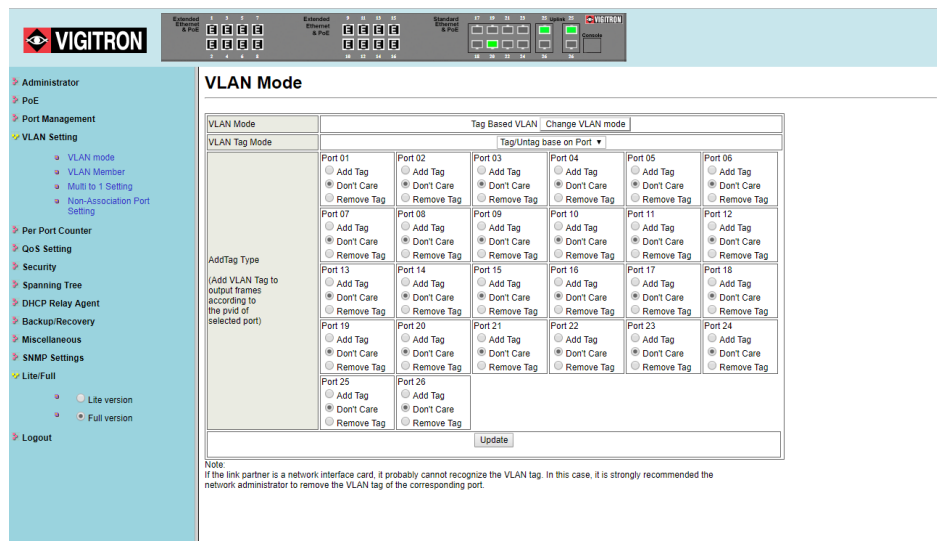 VIGITRON
Extended Ethernet & PoE
1 3 5 7
2 4 6 8
Extended Ethernet & PoE
9 11 13 15
10 12 14 16
Standard Ethernet & PoE
17 19 21 23
18 20 22 24
25 Uplink
26
VIGITRON
Console
Administrator
PoE
Port Management
VLAN Setting
VLAN mode
VLAN Member
Multi to 1 Setting
Non-Association Port
Setting
Per Port Counter
QoS Setting
Security
Spanning Tree
DHCP Relay Agent
Backup/Recovery
Miscellaneous
SNMP Settings
Lite/Full
Lite version
Full version
Logout
VLAN Mode
VLAN Mode Tag Based VLAN Change VLAN mode
VLAN Tag Mode Tag/Untag base on Port
AddTag Type
(Add VLAN Tag to
output frames
according to
the pvid of
selected port)
Port 01 Port 02 Port 03 Port 04 Port 05 Port 06
Add Tag Add Tag Add Tag Add Tag Add Tag Add Tag
Don't Care Don't Care Don't Care Don't Care Don't Care Don't Care
Remove Tag Remove Tag Remove Tag Remove Tag Remove Tag Remove Tag
Port 07 Port 08 Port 09 Port 10 Port 11 Port 12
Add Tag Add Tag Add Tag Add Tag Add Tag Add Tag
Don't Care Don't Care Don't Care Don't Care Don't Care Don't Care
Remove Tag Remove Tag Remove Tag Remove Tag Remove Tag Remove Tag
Port 13 Port 14 Port 15 Port 16 Port 17 Port 18
Add Tag Add Tag Add Tag Add Tag Add Tag Add Tag
Don't Care Don't Care Don't Care Don't Care Don't Care Don't Care
Remove Tag Remove Tag Remove Tag Remove Tag Remove Tag Remove Tag
Port 19 Port 20 Port 21 Port 22 Port 23 Port 24
Add Tag Add Tag Add Tag Add Tag Add Tag Add Tag
Don't Care Don't Care Don't Care Don't Care Don't Care Don't Care
Remove Tag Remove Tag Remove Tag Remove Tag Remove Tag Remove Tag
Port 25 Port 26
Add Tag Add Tag
Don't Care Don't Care
Remove Tag Remove Tag
Update
Note:
If the link partner is a network interface card, it probably cannot recognize the VLAN tag. In this case, it is strongly recommended the
network administrator to remove the VLAN tag of the corresponding port.